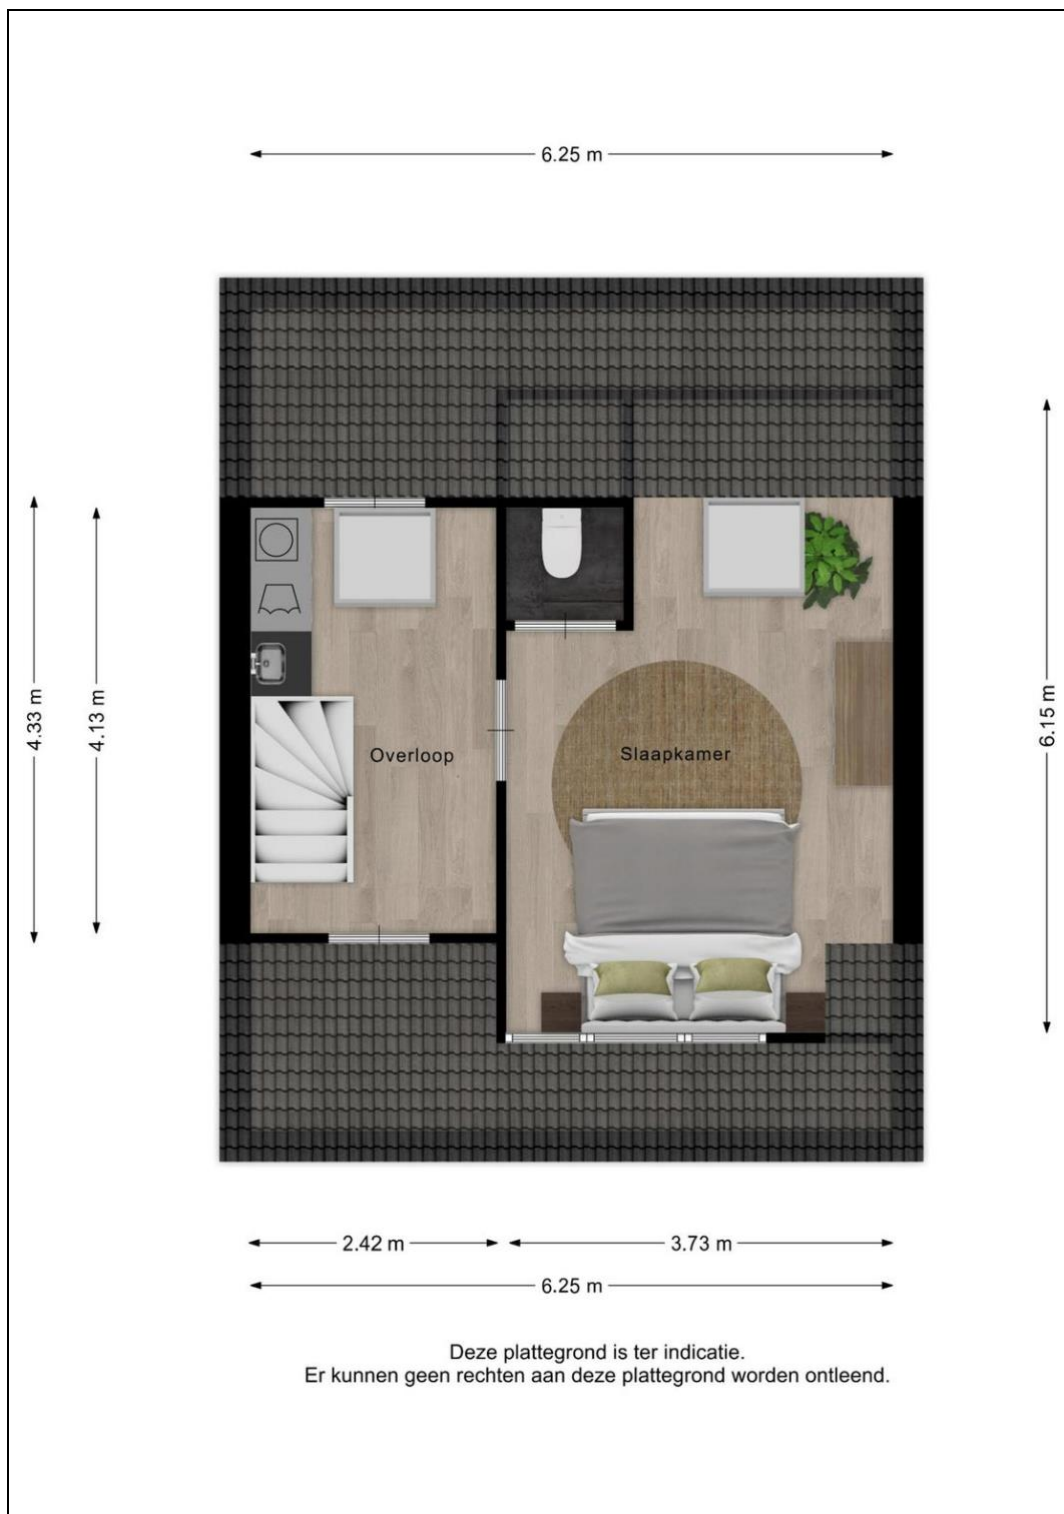 6.25 m
4.33 m
4.13 m
6.15 m
Overloop
Slaapkamer
2.42 m
3.73 m
6.25 m
Deze plattegrond is ter indicatie.
Er kunnen geen rechten aan deze plattegrond worden ontleend.